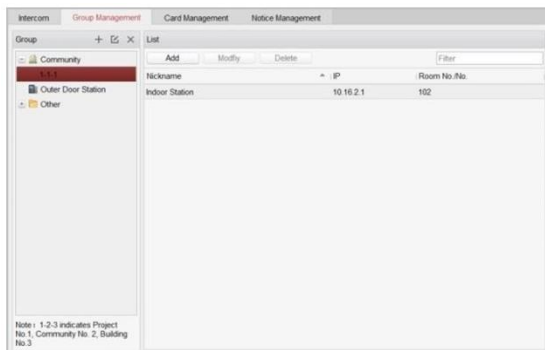 Intercom Group Management Card Management Notice Management
Group List
Community Add Modfiy Delete Filter
1-1-1 Nickname IP Room No./No.
Outer Door Station Indoor Station 10.16.2.1 102
Other
Note: 1-2-3 indicates Project
No.1, Community No. 2, Building
No.3